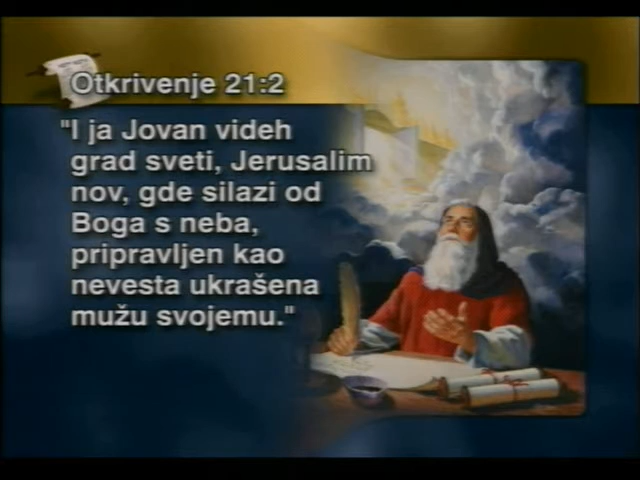 Otkrivenje 21:2
"I ja Jovan videh
grad sveti, Jerusalim
nov, gde silazi od
Boga s neba,
pripravljen kao
nevesta ukrašena
mužu svojemu."